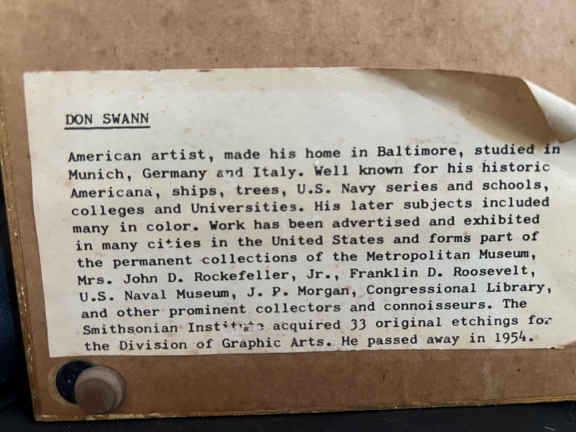 DON SWANN
American artist, made his home in Baltimore, studied in
Munich, Germany and Italy. Well known for his historic
Americana, ships, trees, U.S. Navy series and schools,
colleges and Universities. His later subjects included
many in color. Work has been advertised and exhibited
in many cities in the United States and forms part of
the permanent collections of the Metropolitan Museum,
Mrs. John D. Rockefeller, Jr., Franklin D. Roosevelt,
U.S. Naval Museum, J. P. Morgan, Congressional Library,
and other prominent collectors and connoisseurs. The
Smithsonian Institute acquired 33 original etchings for
the Division of Graphic Arts. He passed away in 1954.